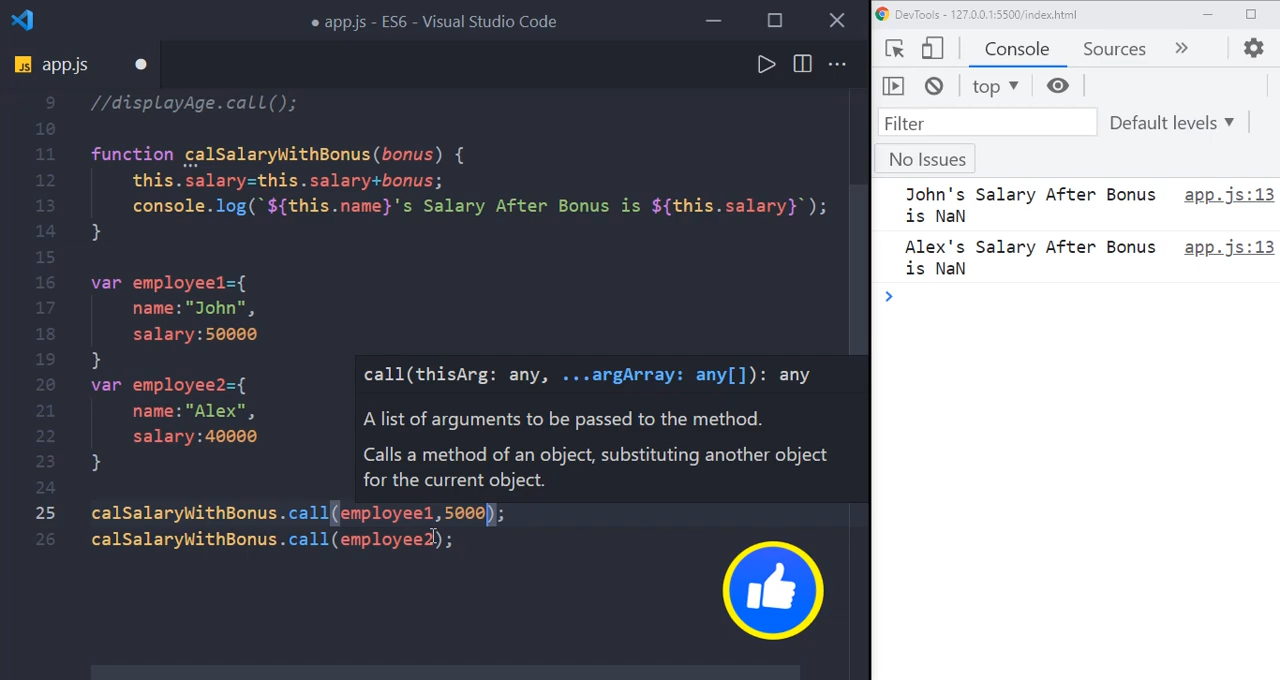 ● app.js - ES6 - Visual Studio Code
JS app.js ●
9 //displayAge.call();
10
11 function calSalaryWithBonus(bonus) {
12 this.salary=this.salary+bonus;
13 console.log(`${this.name}'s Salary After Bonus is ${this.salary}`);
14 }
15
16 var employee1={
17 name:"John",
18 salary:50000
19 }
20 var employee2={
21 name:"Alex",
22 salary:40000
23 }
24
25 calSalaryWithBonus.call(employee1,5000);
26 calSalaryWithBonus.call(employee2);
call(thisArg: any, ...argArray: any[]): any
A list of arguments to be passed to the method.
Calls a method of an object, substituting another object
for the current object.
DevTools - 127.0.0.1:5500/index.html
Console Sources »
top ▼
Filter Default levels ▼
No Issues
John's Salary After Bonus app.js:13
is NaN
Alex's Salary After Bonus app.js:13
is NaN
>